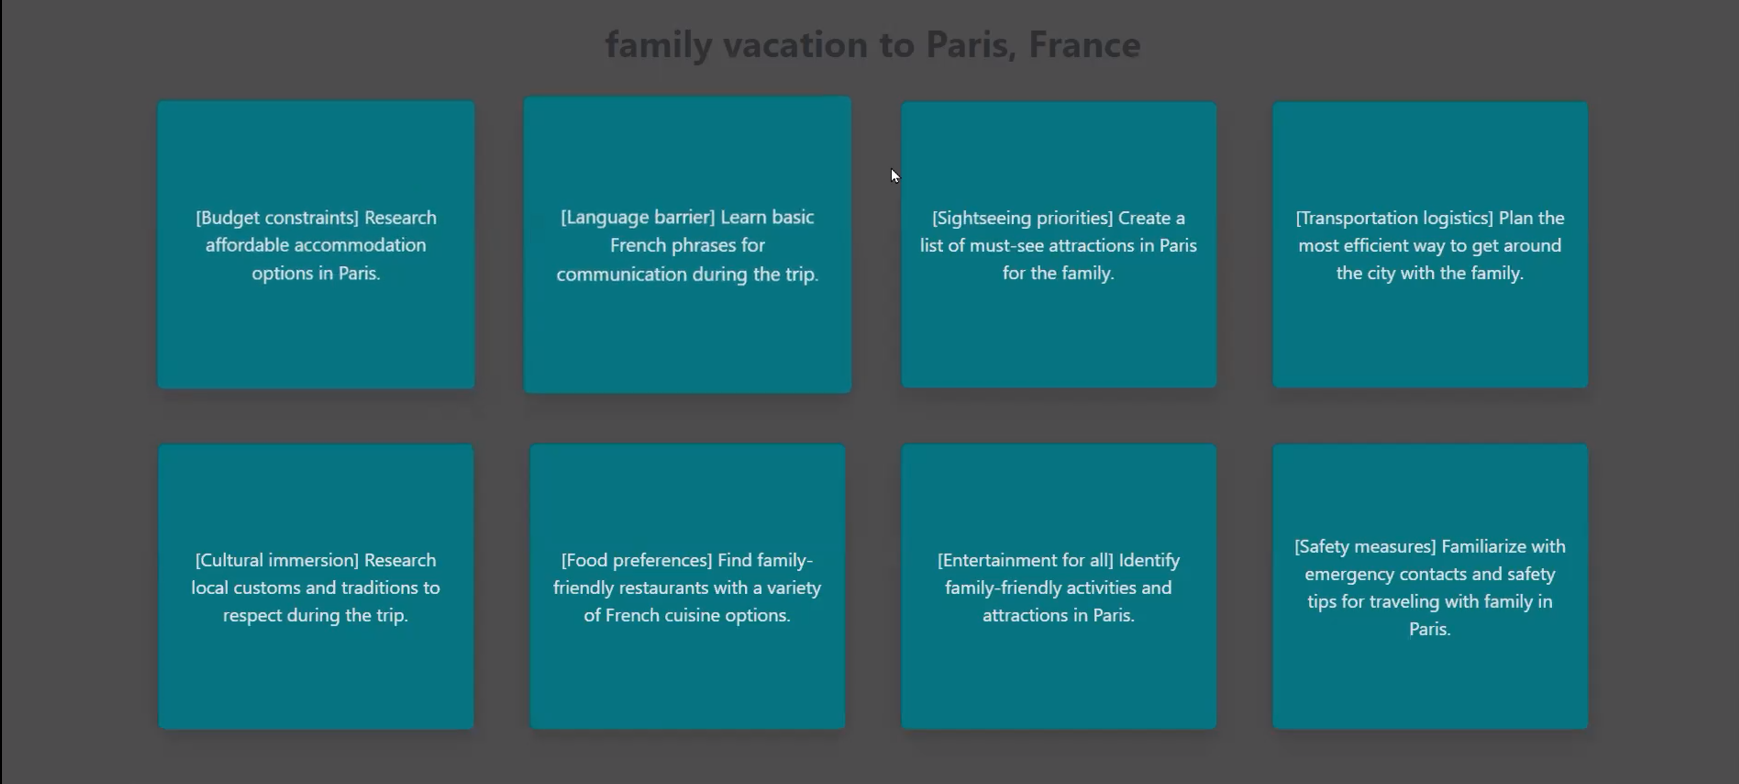 family vacation to Paris, France
[Budget constraints] Research
affordable accommodation
options in Paris.
[Language barrier] Learn basic
French phrases for
communication during the trip.
[Sightseeing priorities] Create a
list of must-see attractions in Paris
for the family.
[Transportation logistics] Plan the
most efficient way to get around
the city with the family.
[Cultural immersion] Research
local customs and traditions to
respect during the trip.
[Food preferences] Find family-
friendly restaurants with a variety
of French cuisine options.
[Entertainment for all] Identify
family-friendly activities and
attractions in Paris.
[Safety measures] Familiarize with
emergency contacts and safety
tips for traveling with family in
Paris.